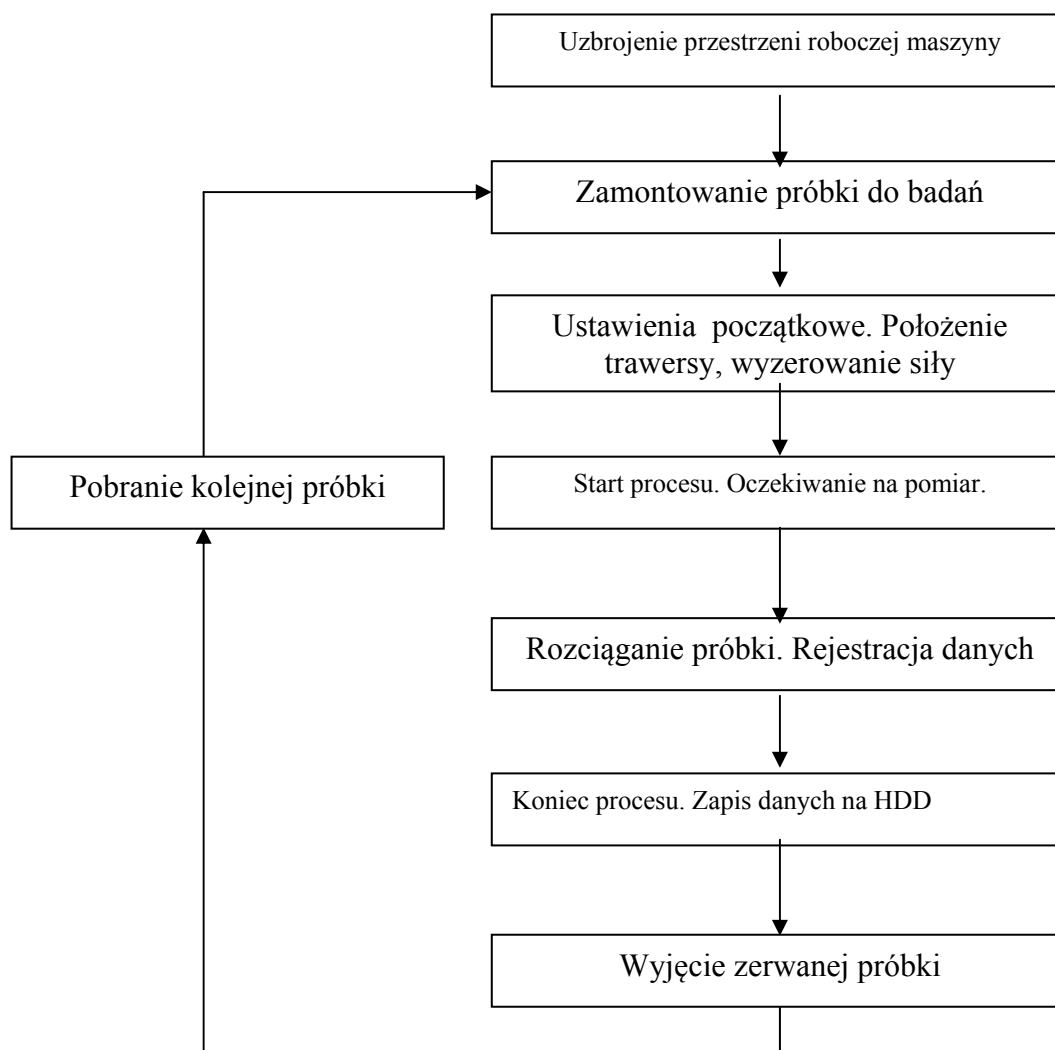 Uzbrojenie przestrzeni roboczej maszyny
Zamontowanie próbki do badań
Ustawienia  początkowe. Położenie
trawersy, wyzerowanie siły
Pobranie kolejnej próbki
Start procesu. Oczekiwanie na pomiar.
Rozciąganie próbki. Rejestracja danych
Koniec procesu. Zapis danych na HDD
Wyjęcie zerwanej próbki